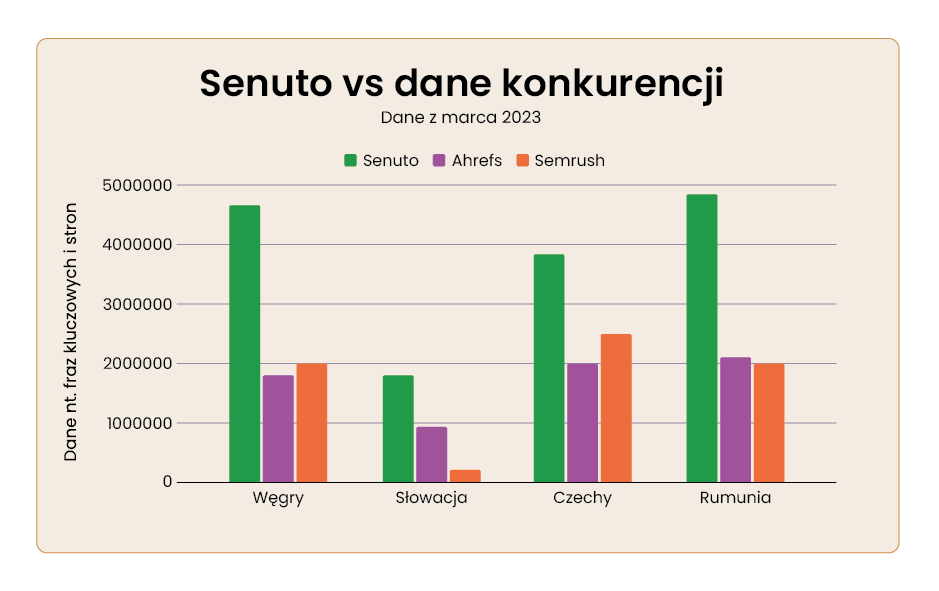 Senuto vs dane konkurencji
Dane z marca 2023
Senuto Ahrefs Semrush
Dane nt. fraz kluczowych i stron
5000000
4000000
3000000
2000000
1000000
0
Węgry Słowacja Czechy Rumunia